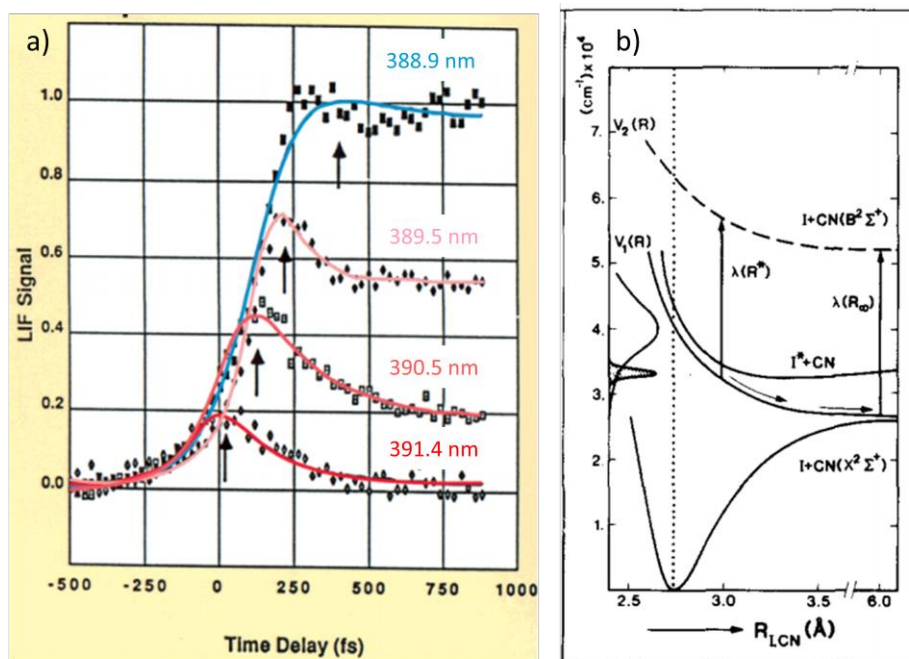 a)
388.9 nm
389.5 nm
390.5 nm
391.4 nm
1.0
0.8
0.6
0.4
0.2
0.0
LIF Signal
-500
-250
0
250
500
750
1000
Time Delay (fs)
b)
(cm⁻¹) × 10⁴
7.
6.
5.
4.
3.
2.
1.
V₂(R)
V₁(R)
I+CN(B²Σ⁺)
λ(R*)
λ(R∞)
I*+CN
I+CN(X²Σ⁺)
2.5
3.0
6.0
R_I,CN (Å)